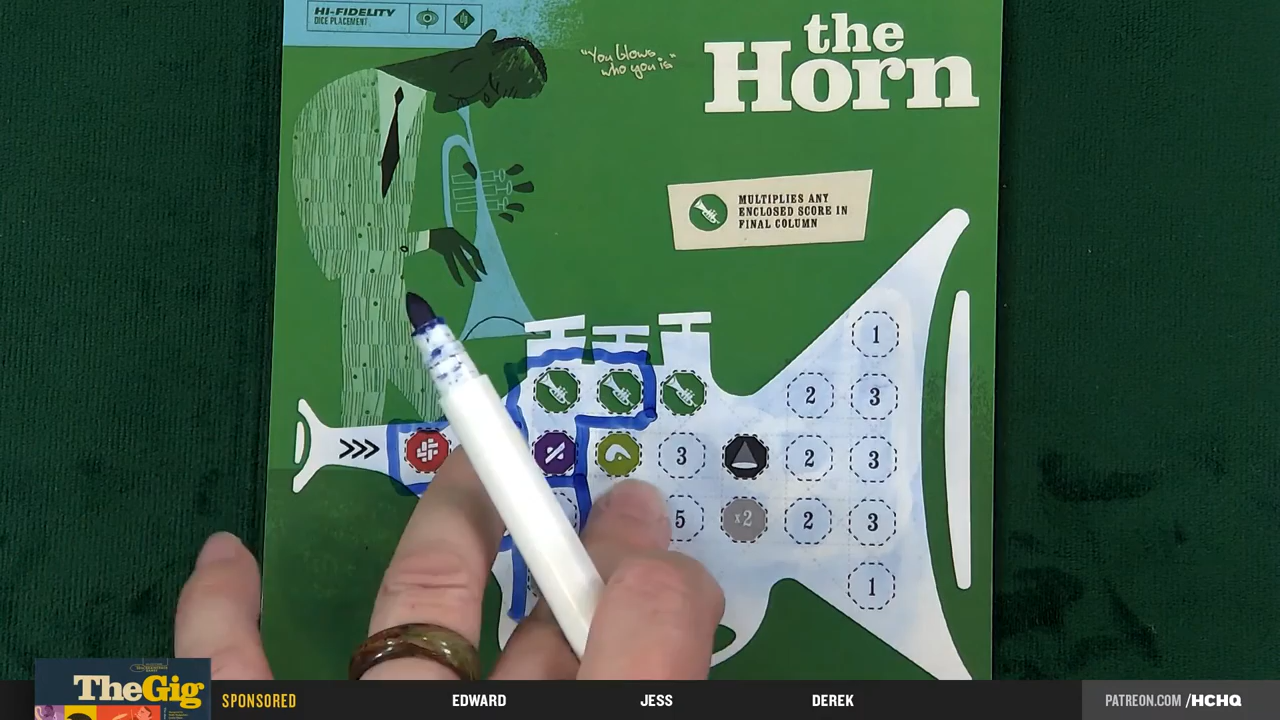 HI-FIDELITY
DICE PLACEMENT
"You blows
who you is"
the
Horn
MULTIPLIES ANY
ENCLOSED SCORE IN
FINAL COLUMN
1
2 3
3 2 3
5 x2 2 3
1
TheGig
SPONSORED
EDWARD
JESS
DEREK
PATREON.COM/HCHQ